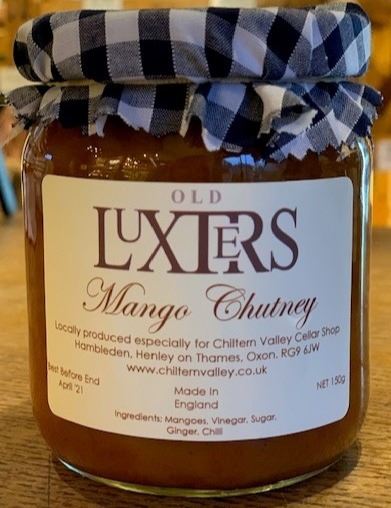 OLD
LUXTERS
Mango Chutney
Locally produced especially for Chiltern Valley Cellar Shop
Hambleden, Henley on Thames, Oxon. RG9 6JW
www.chilternvalley.co.uk
Best Before End
April '21
Made In
England
NET 150g
Ingredients: Mangoes, Vinegar, Sugar,
Ginger, Chilli